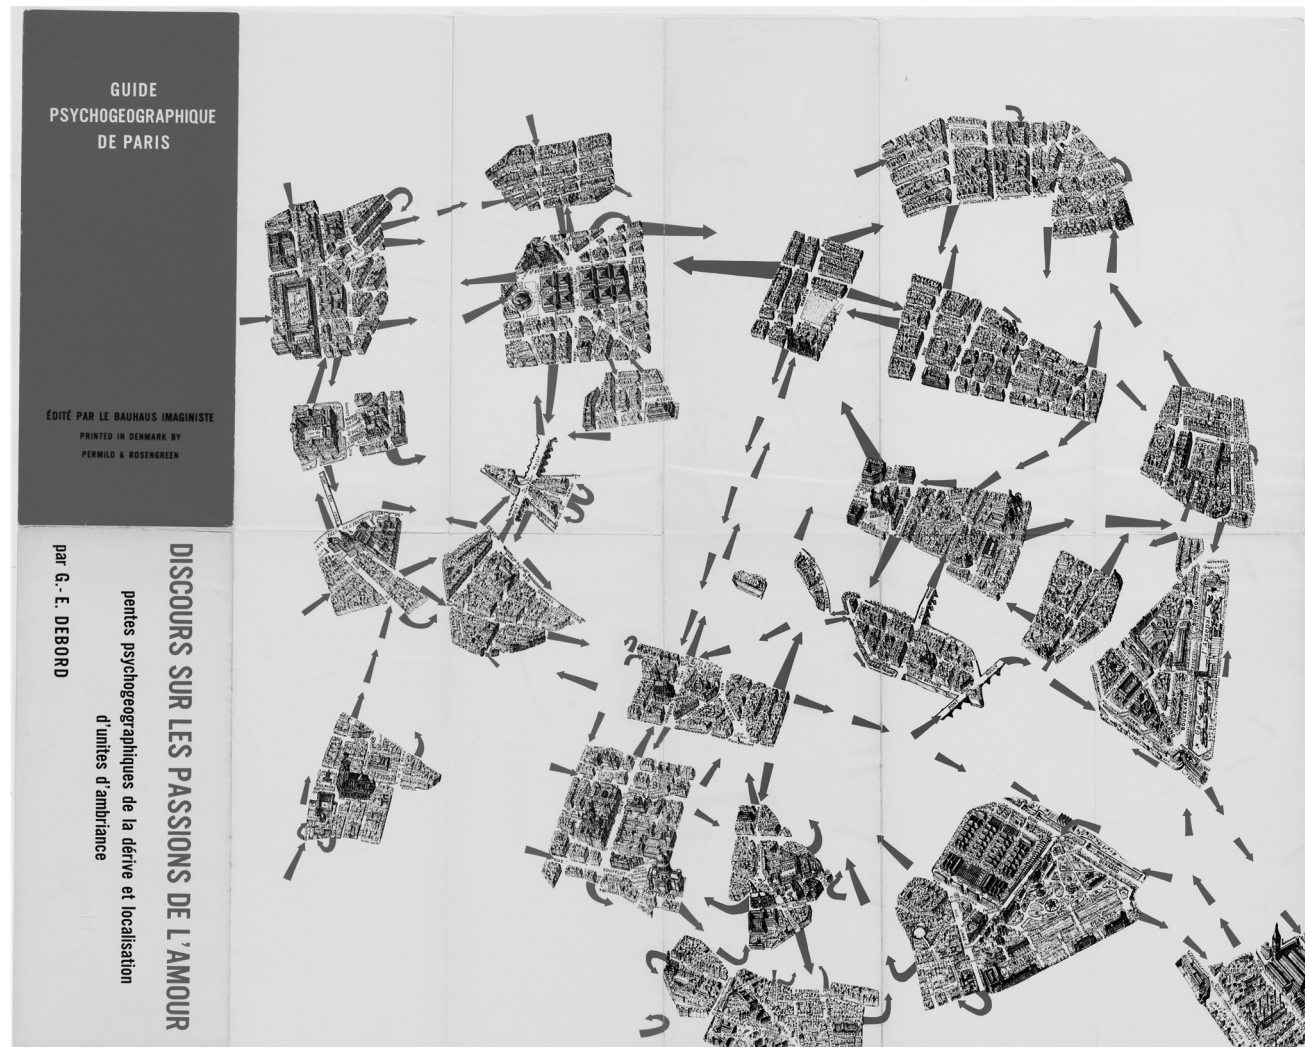 GUIDE
PSYCHOGEOGRAPHIQUE
DE PARIS
ÉDITÉ PAR LE BAUHAUS IMAGINISTE
PRINTED IN DENMARK BY
PERMILD & ROSENGREEN
DISCOURS SUR LES PASSIONS DE L'AMOUR
pentes psychogeographiques de la dérive et localisation
d'unites d'ambriance
par G.-E. DEBORD